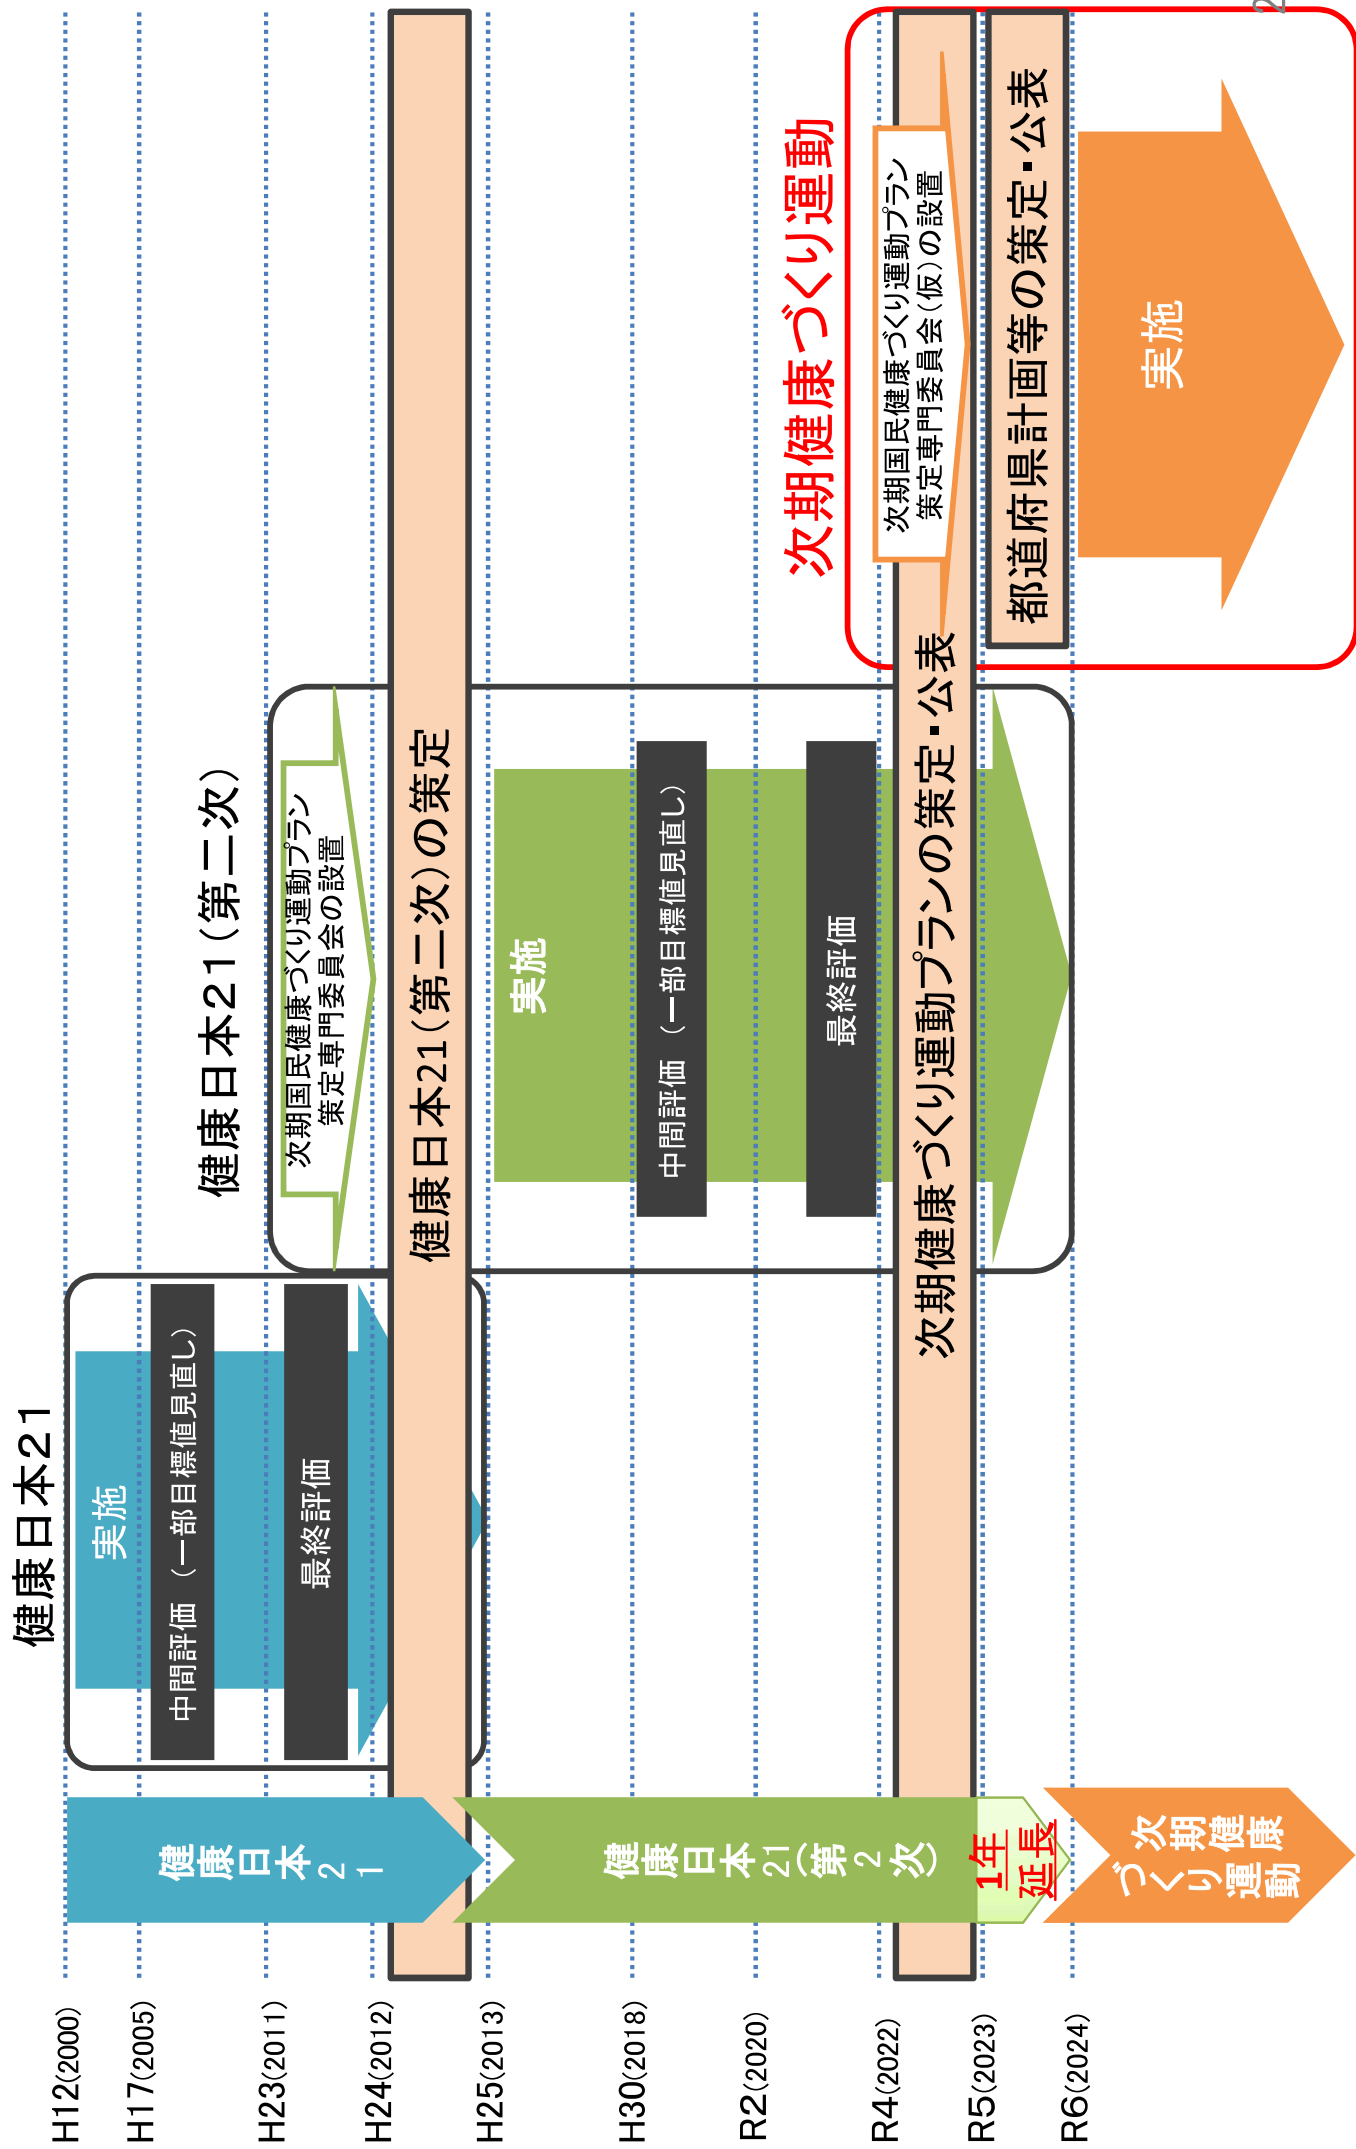 健康日本２１
健康日本２１（第二次）
次期健康づくり運動
H12(2000)
H17(2005)
H23(2011)
H24(2012)
H25(2013)
H30(2018)
R2(2020)
R4(2022)
R5(2023)
R6(2024)
健康日本
２１
健康日本21（第２次）
1年
延長
次期健康
づくり運動
実施
中間評価 （一部目標値見直し）
最終評価
次期国民健康づくり運動プラン
策定専門委員会の設置
健康日本21（第二次）の策定
実施
中間評価 （一部目標値見直し）
最終評価
次期国民健康づくり運動プラン
策定専門委員会（仮）の設置
次期健康づくり運動プランの策定・公表
都道府県計画等の策定・公表
実施
2